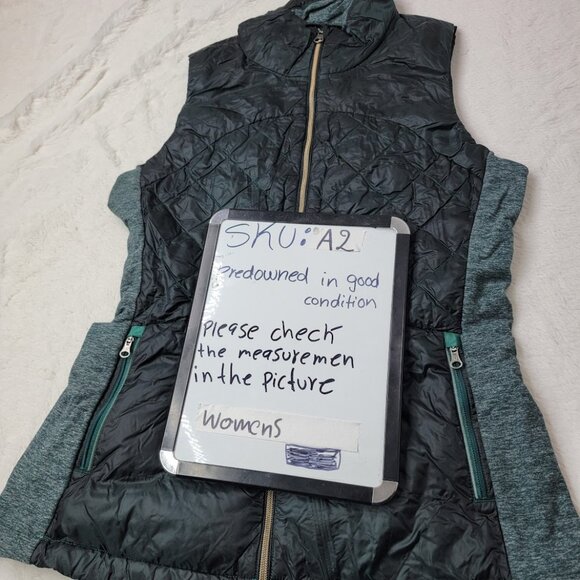 SKU: A2
predowned in good
condition
please check
the measuremen
in the picture
womens